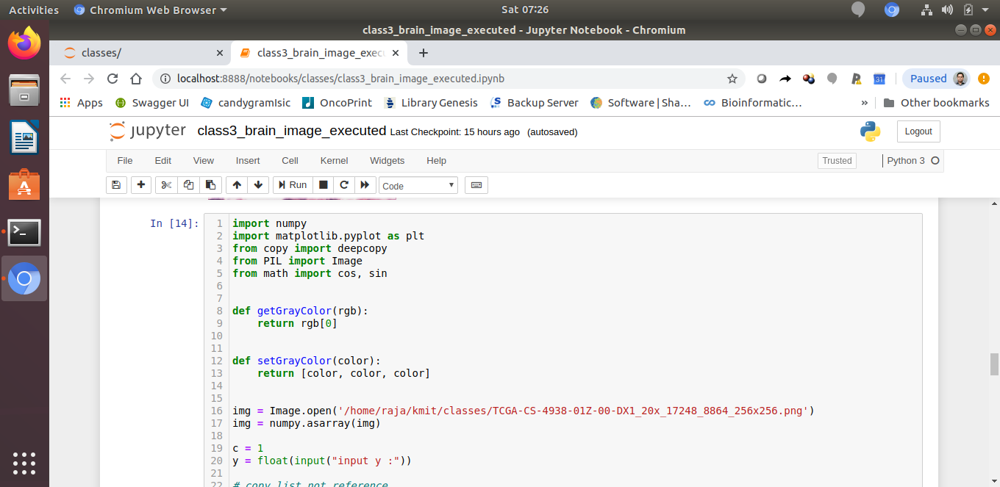 Activities
Chromium Web Browser
Sat 07:26
class3_brain_image_executed - Jupyter Notebook - Chromium
classes/
class3_brain_image_exec
localhost:8888/notebooks/classes/class3_brain_image_executed.ipynb
31
Paused
Apps
Swagger UI
candygramIsic
OncoPrint
Library Genesis
Backup Server
Software | Sha...
Bioinformatic...
»
Other bookmarks
jupyter
class3_brain_image_executed Last Checkpoint: 15 hours ago (autosaved)
Logout
File Edit View Insert Cell Kernel Widgets Help
Trusted
Python 3
Run
Code
In [14]:
1 import numpy
2 import matplotlib.pyplot as plt
3 from copy import deepcopy
4 from PIL import Image
5 from math import cos, sin
6
7
8 def getGrayColor(rgb):
9     return rgb[0]
10
11
12 def setGrayColor(color):
13     return [color, color, color]
14
15
16 img = Image.open('/home/raja/kmit/classes/TCGA-CS-4938-01Z-00-DX1_20x_17248_8864_256x256.png')
17 img = numpy.asarray(img)
18
19 c = 1
20 y = float(input("input y :"))
21
22 # copy list not reference